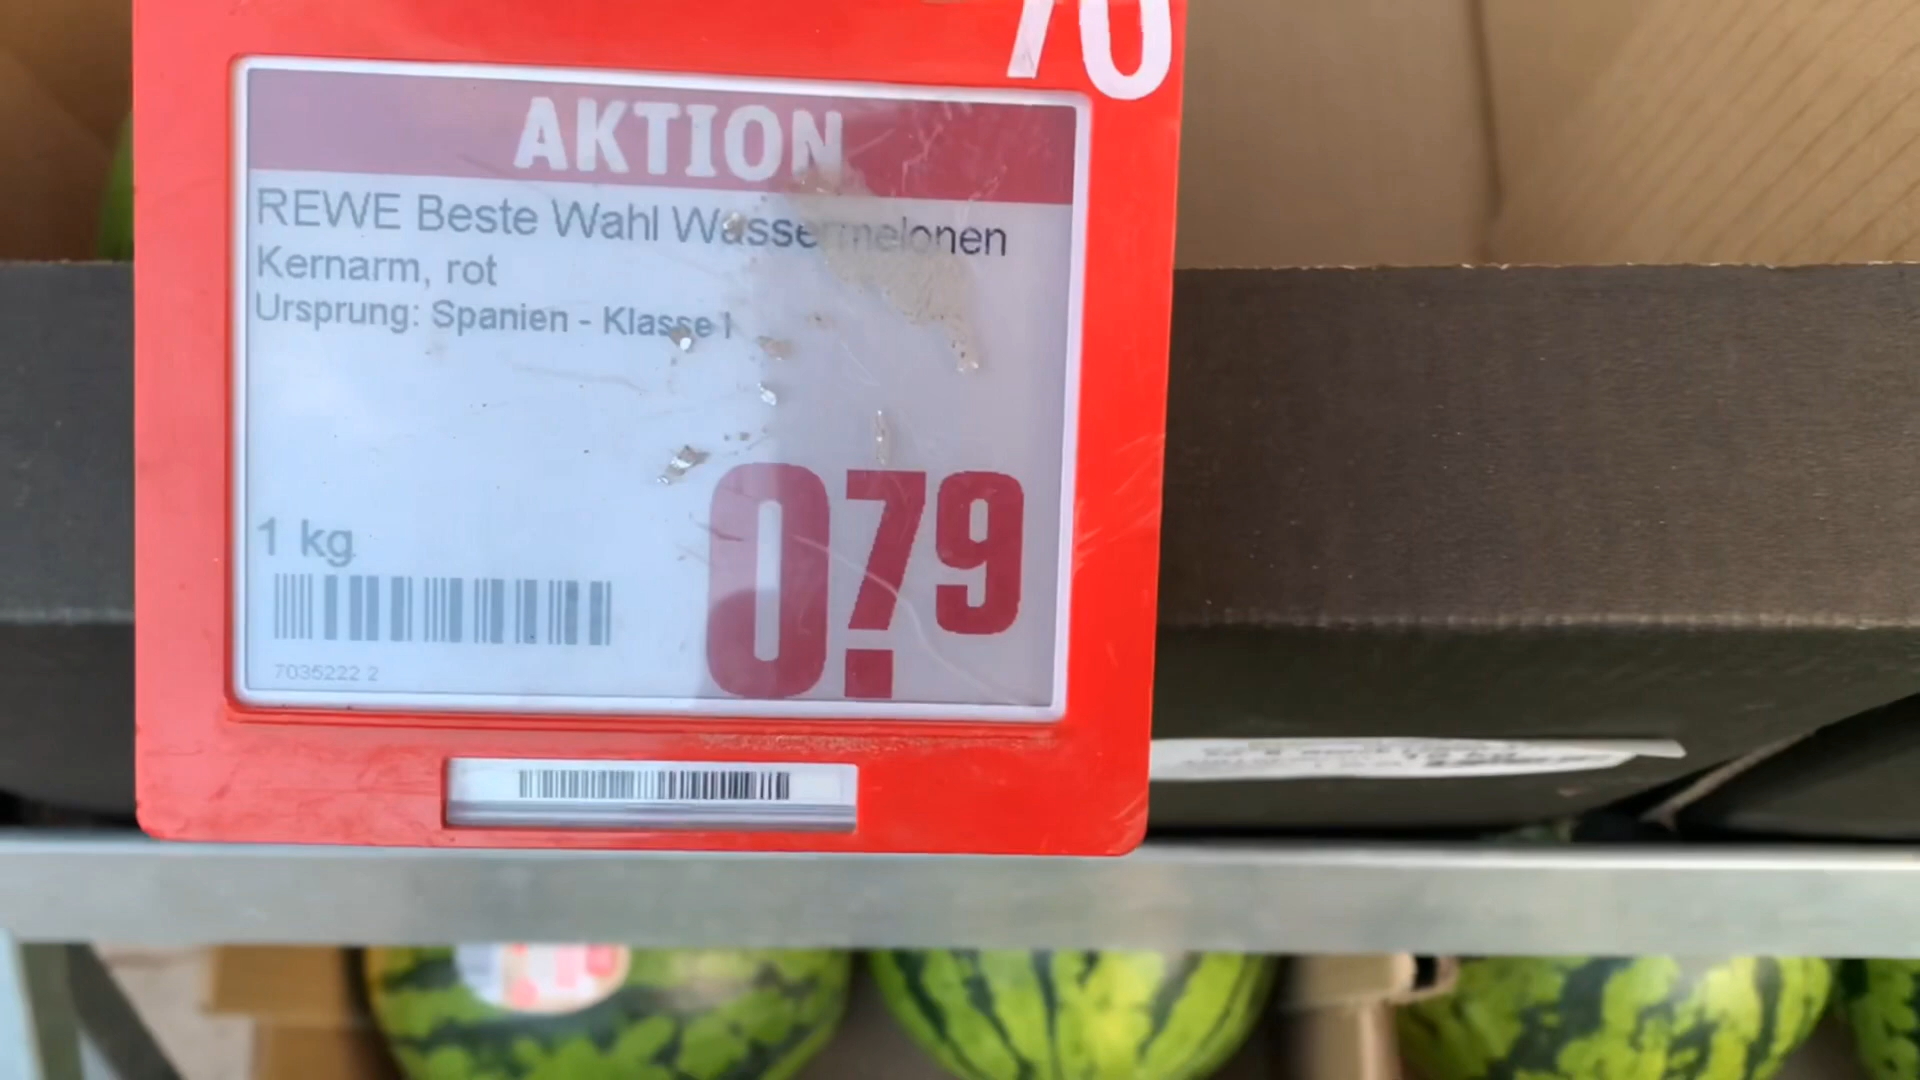 %
AKTION
REWE Beste Wahl Wassermelonen
Kernarm, rot
Ursprung: Spanien - Klasse I
1 kg
0.79
7035222 2